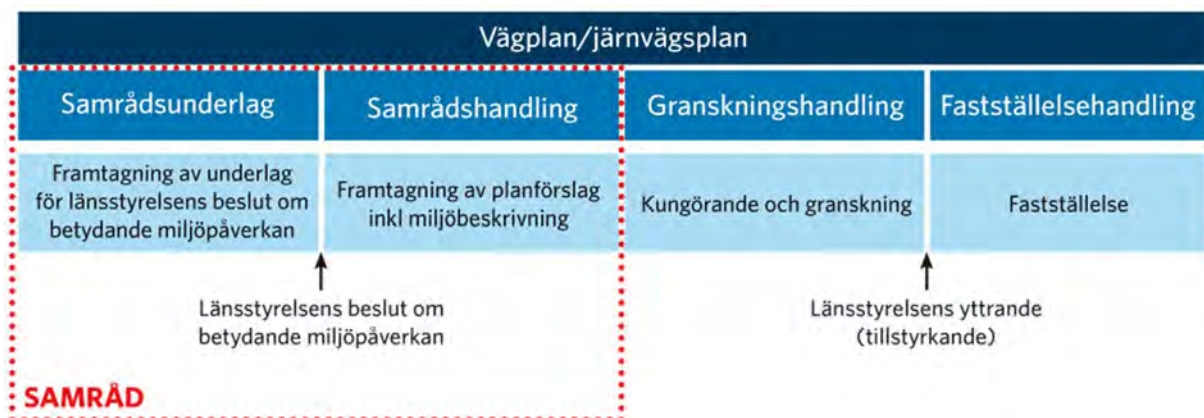 Vägplan/järnvägsplan
Samrådsunderlag
Samrådshandling
Granskningshandling
Fastställelsehandling
Framtagning av underlag
för länsstyrelsens beslut om
betydande miljöpåverkan
Framtagning av planförslag
inkl miljöbeskrivning
Kungörande och granskning
Fastställelse
Länsstyrelsens beslut om
betydande miljöpåverkan
Länsstyrelsens yttrande
(tillstyrkande)
SAMRÅD